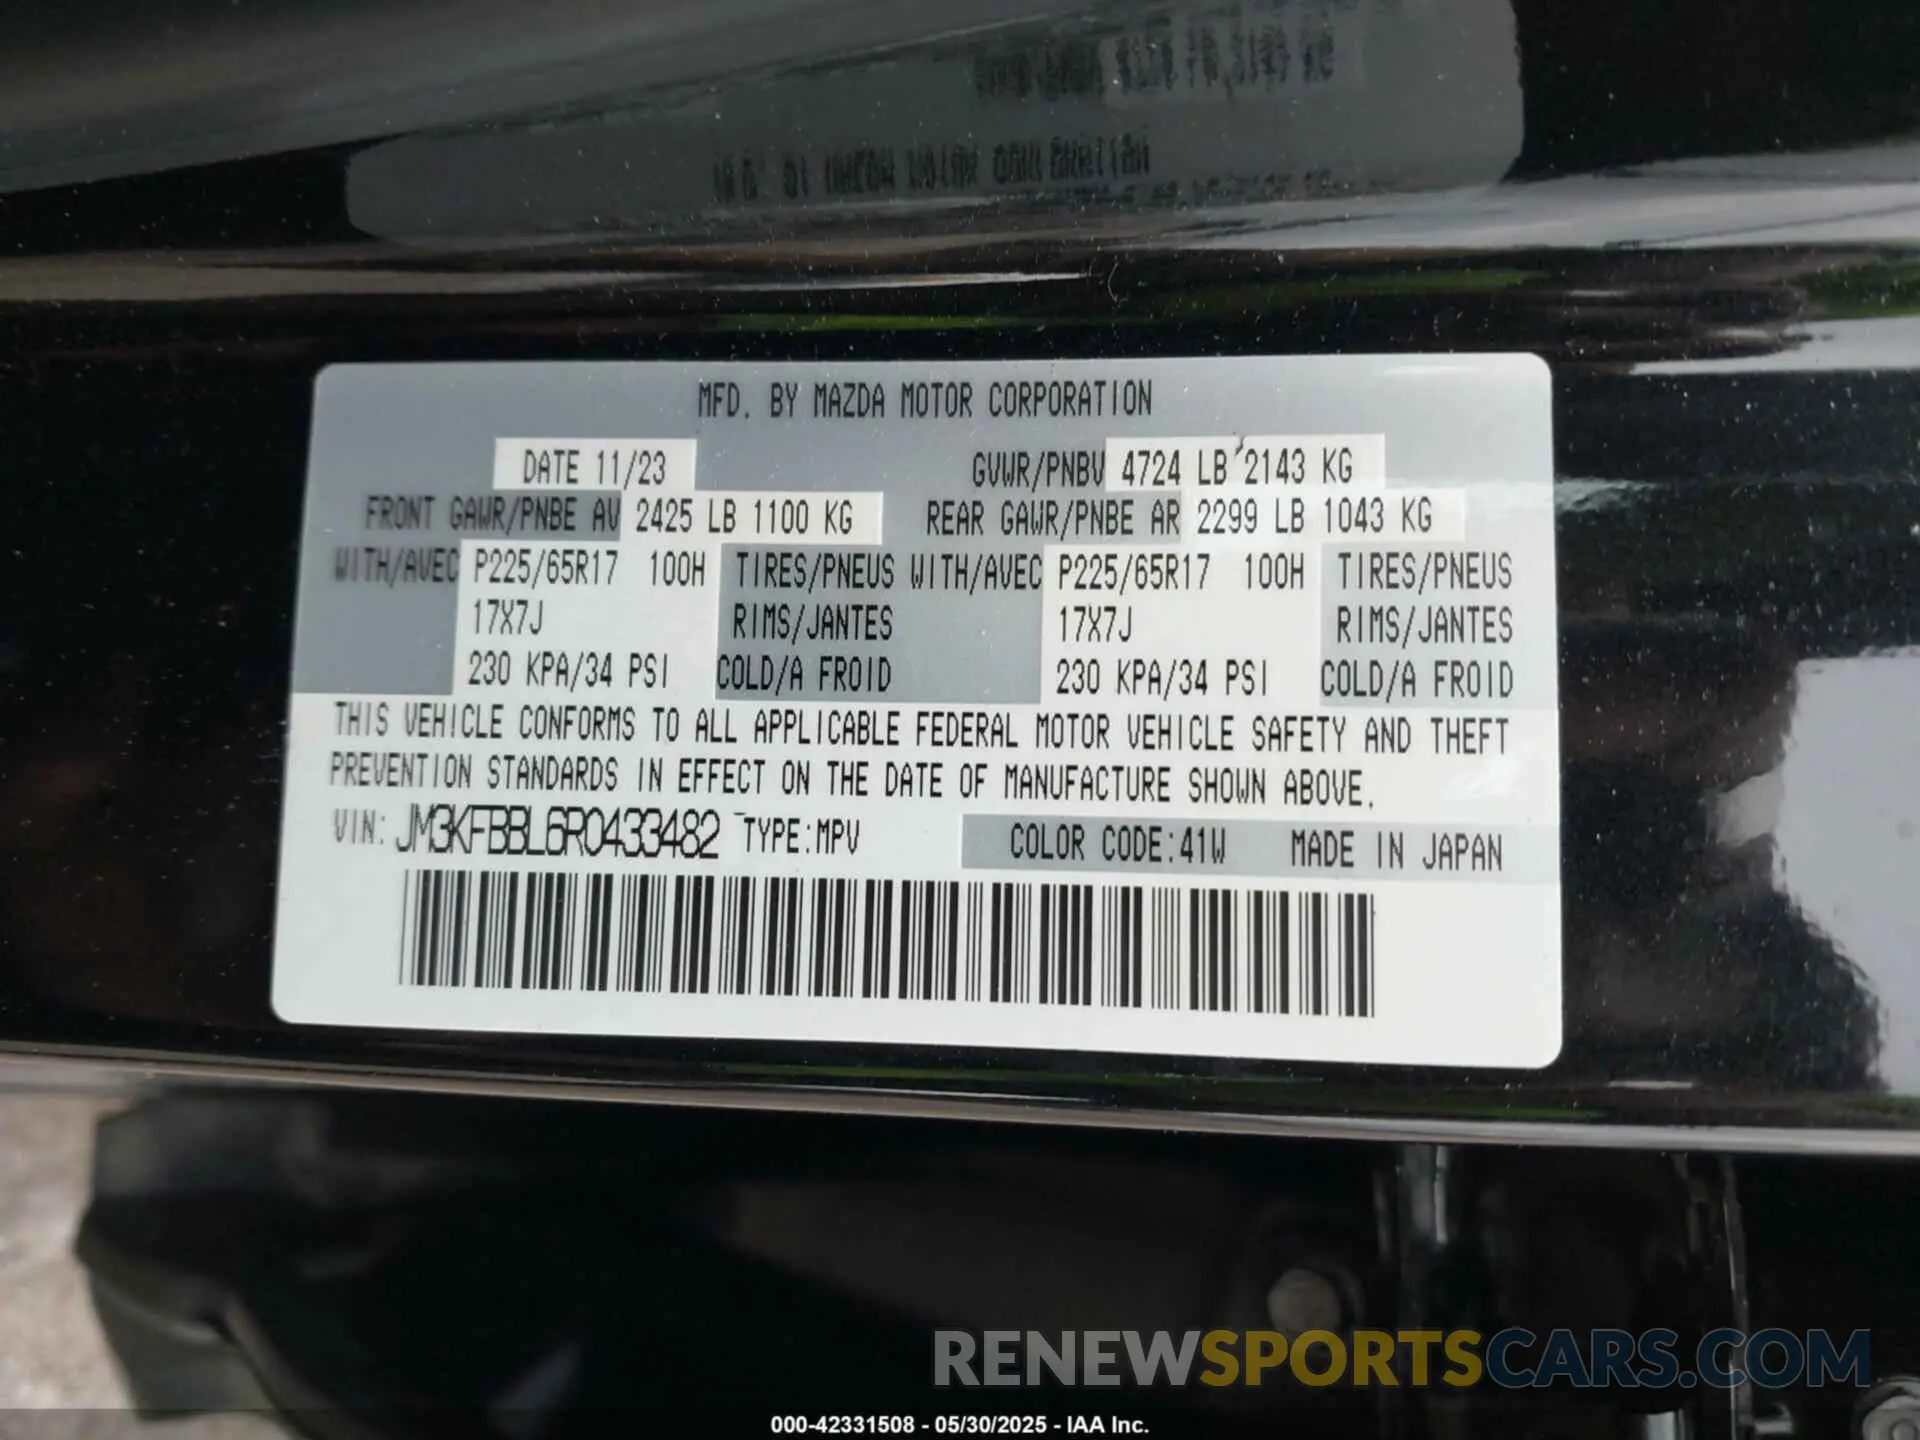 MFD. BY MAZDA MOTOR CORPORATION
DATE 11/23 GVWR/PNBV 4724 LB 2143 KG
FRONT GAWR/PNBE AV 2425 LB 1100 KG REAR GAWR/PNBE AR 2299 LB 1043 KG
WITH/AVEC P225/65R17 100H TIRES/PNEUS WITH/AVEC P225/65R17 100H TIRES/PNEUS
17X7J RIMS/JANTES 17X7J RIMS/JANTES
230 KPA/34 PSI COLD/A FROID 230 KPA/34 PSI COLD/A FROID
THIS VEHICLE CONFORMS TO ALL APPLICABLE FEDERAL MOTOR VEHICLE SAFETY AND THEFT
PREVENTION STANDARDS IN EFFECT ON THE DATE OF MANUFACTURE SHOWN ABOVE.
VIN: JM3KFBBL6R0433482 TYPE:MPV COLOR CODE:41W MADE IN JAPAN
RENEWSPORTSCARS.COM
000-42331508 - 05/30/2025 - IAA Inc.